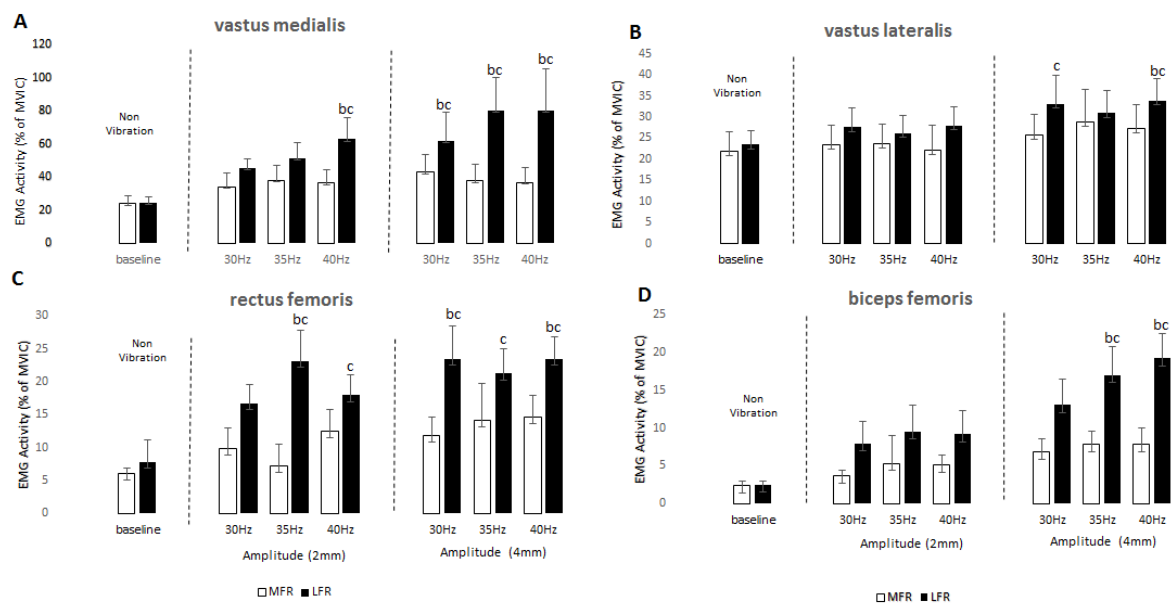 A
vastus medialis
EMG Activity (% of MVIC)
120
100
80
60
40
20
0
Non
Vibration
bc
bc
bc
bc
baseline
30Hz 35Hz 40Hz
30Hz 35Hz 40Hz
B
vastus lateralis
EMG Activity (% of MVIC)
45
40
35
30
25
20
15
10
5
0
Non
Vibration
c
bc
baseline
30Hz 35Hz 40Hz
30Hz 35Hz 40Hz
C
rectus femoris
EMG Activity (% of MVIC)
30
25
20
15
10
5
0
Non
Vibration
bc
c
bc
c
bc
baseline
30Hz 35Hz 40Hz
30Hz 35Hz 40Hz
Amplitude (2mm)
Amplitude (4mm)
MFR LFR
D
biceps femoris
EMG Activity (% of MVIC)
25
20
15
10
5
0
Non
Vibration
bc
bc
baseline
30Hz 35Hz 40Hz
30Hz 35Hz 40Hz
Amplitude (2mm)
Amplitude (4mm)
MFR LFR